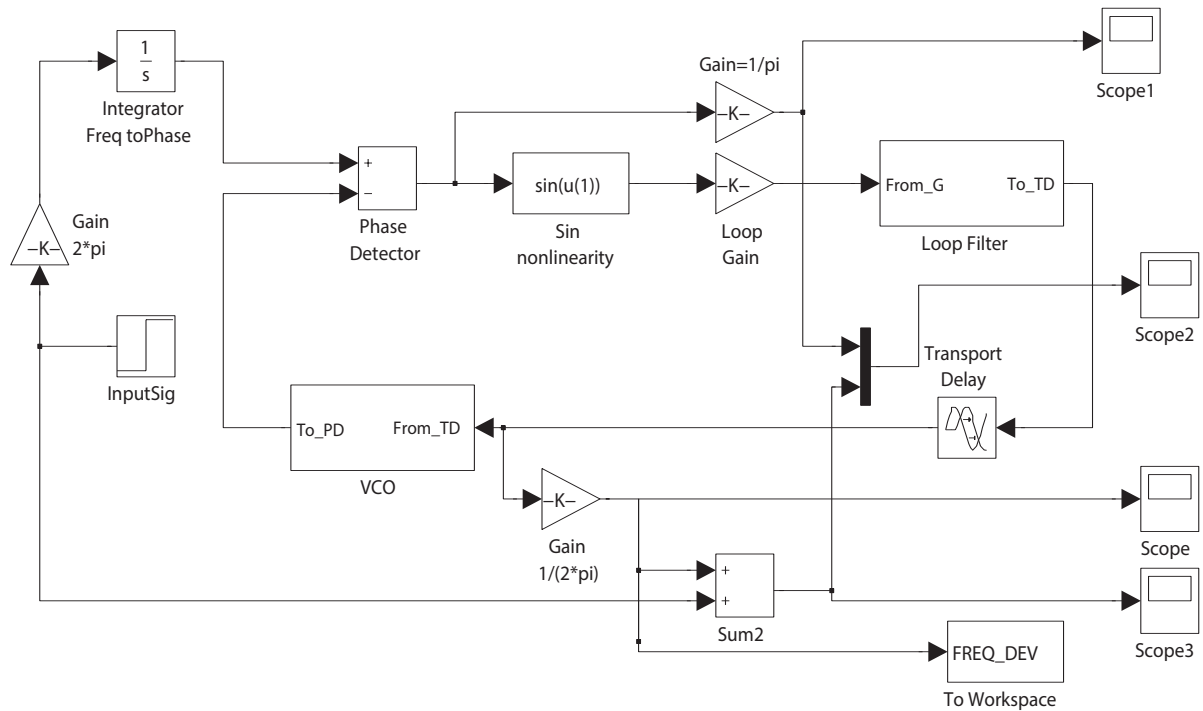 1
s
Integrator
Freq toPhase
Gain=1/pi
–K–
Scope1
+
–
Phase
Detector
sin(u(1))
Sin
nonlinearity
–K–
Loop
Gain
From_G
To_TD
Loop Filter
Gain
2*pi
–K–
InputSig
Scope2
Transport
Delay
To_PD
From_TD
VCO
–K–
Gain
1/(2*pi)
Scope
+
+
Sum2
Scope3
FREQ_DEV
To Workspace